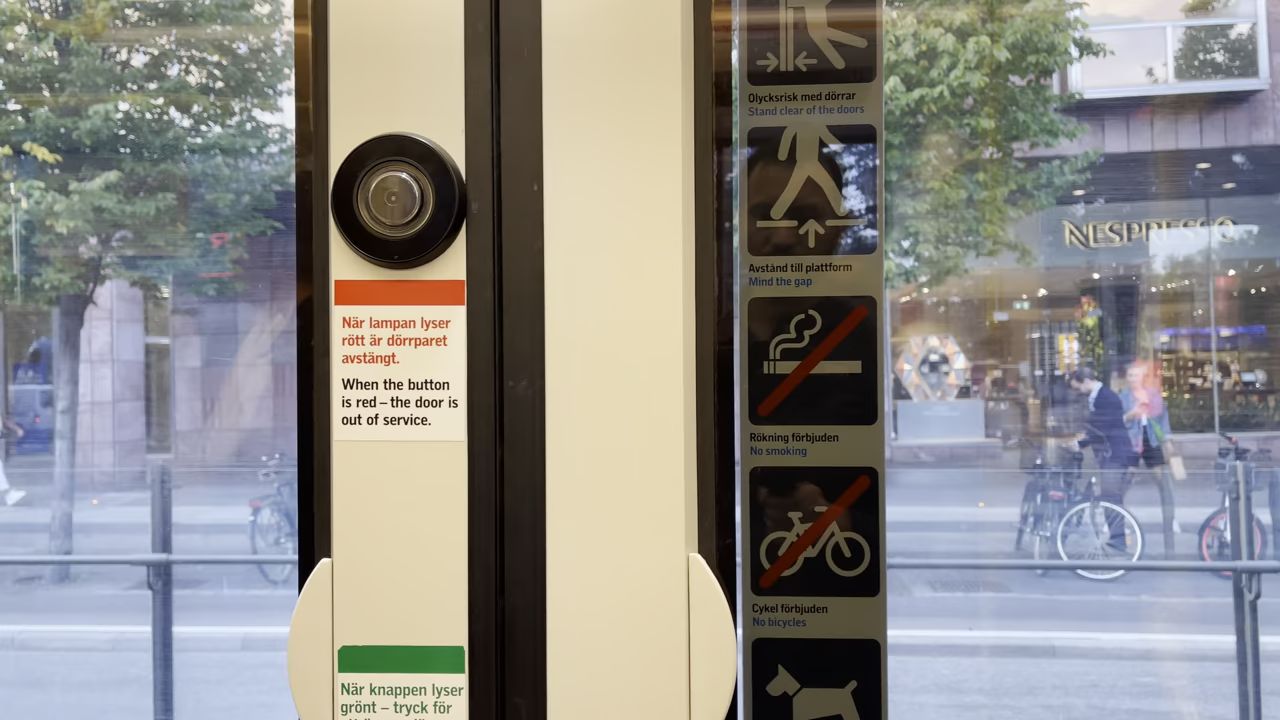 När lampan lyser
rött är dörrparet
avstängt.
When the button
is red – the door is
out of service.
När knappen lyser
grönt – tryck för
Olycksrisk med dörrar
Stand clear of the doors
Avstånd till plattform
Mind the gap
Rökning förbjuden
No smoking
Cykel förbjuden
No bicycles
NESPRESSO